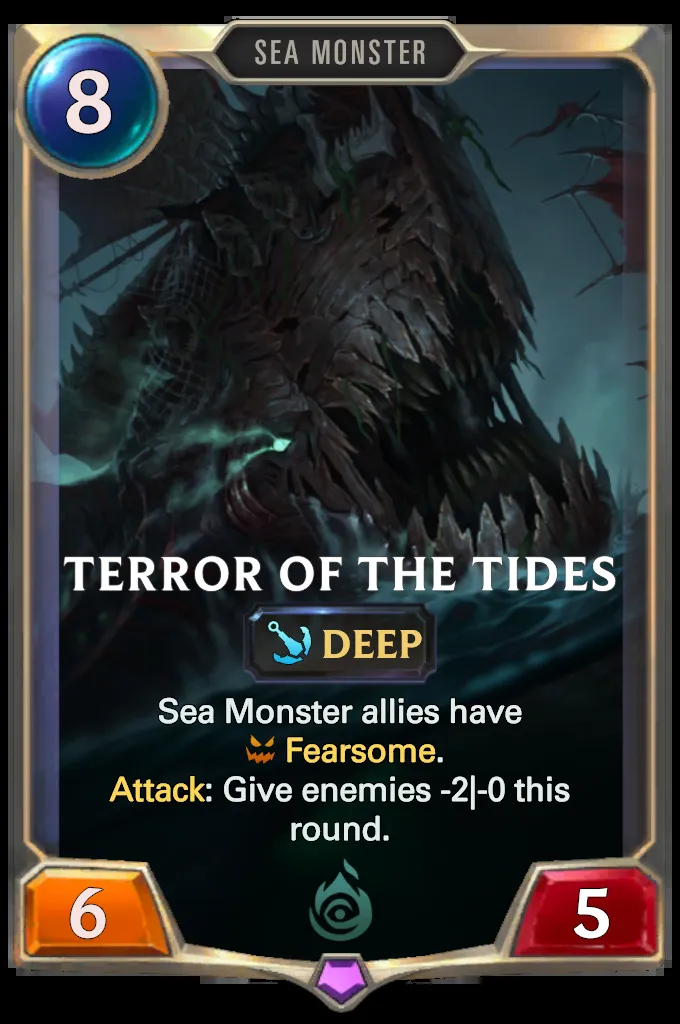 SEA MONSTER
8
TERROR OF THE TIDES
DEEP
Sea Monster allies have
Fearsome.
Attack: Give enemies -2|-0 this
round.
6
5